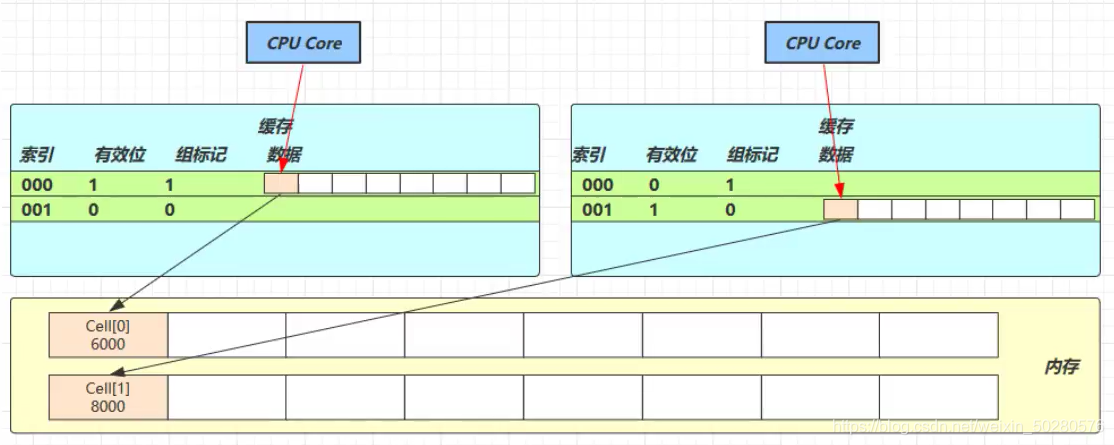 CPU Core
CPU Core
缓存
索引 有效位 组标记 数据
000 1 1
001 0 0
缓存
索引 有效位 组标记 数据
000 0 1
001 1 0
Cell[0]
6000
Cell[1]
8000
内存
https://blog.csdn.net/weixin_50280576